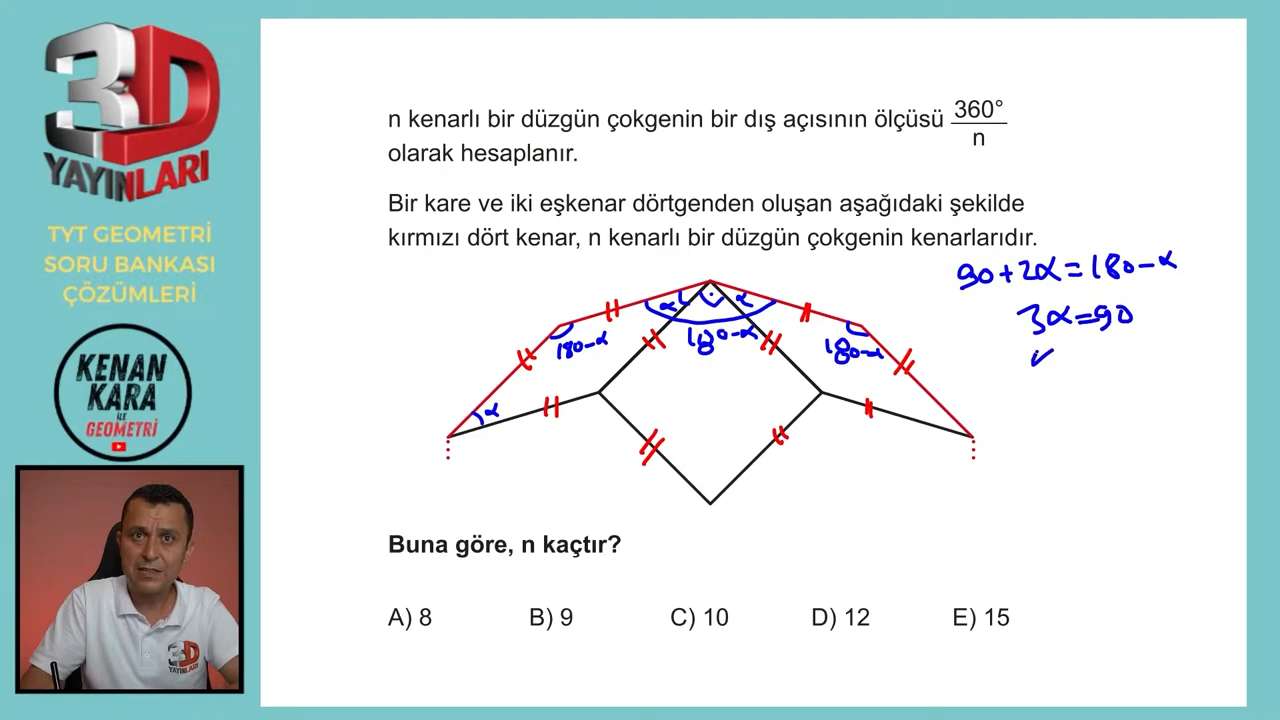 3D
YAYINLARI
TYT GEOMETRİ
SORU BANKASI
ÇÖZÜMLERİ
KENAN
KARA
İLE
GEOMETRİ
3D
YAYINLARI
n kenarlı bir düzgün çokgenin bir dış açısının ölçüsü 360°/n
olarak hesaplanır.
Bir kare ve iki eşkenar dörtgenden oluşan aşağıdaki şekilde
kırmızı dört kenar, n kenarlı bir düzgün çokgenin kenarlarıdır.
90+2α=180-α
3α=90
α α
180-α 180-α 180-α
α
Buna göre, n kaçtır?
A) 8 B) 9 C) 10 D) 12 E) 15